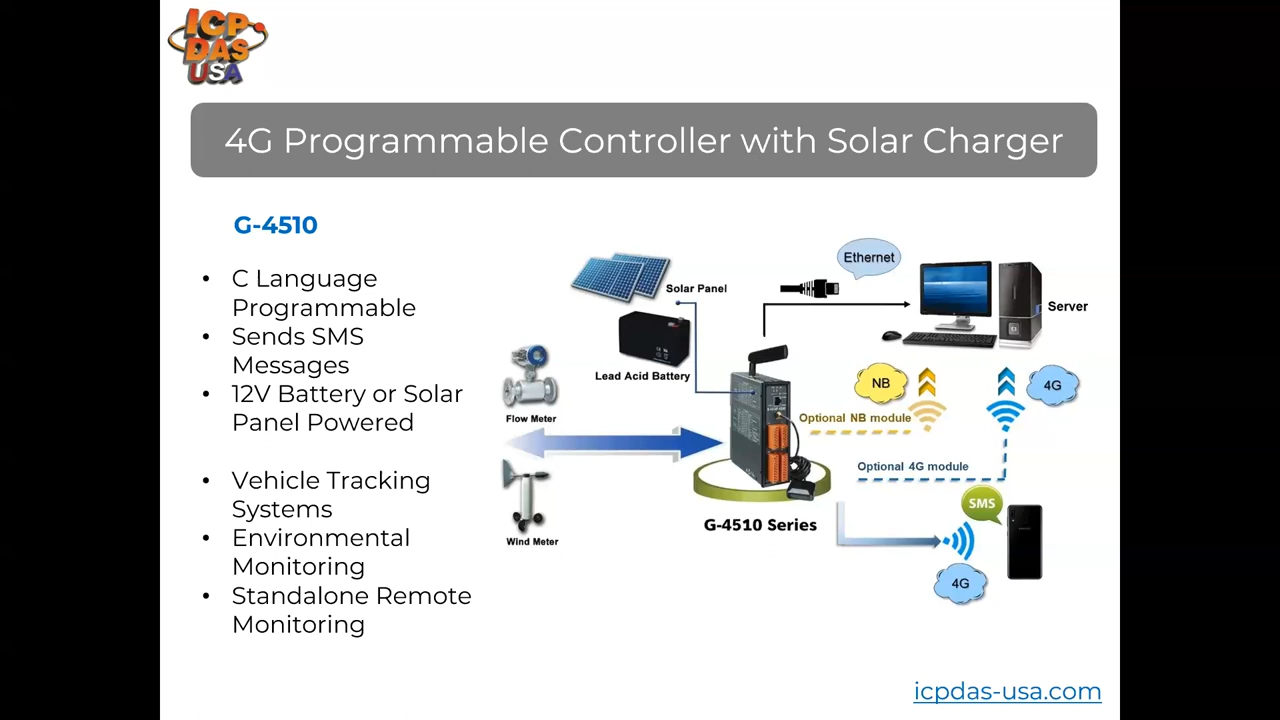 ICP
DAS
USA
4G Programmable Controller with Solar Charger
G-4510
• C Language
Programmable
• Sends SMS
Messages
• 12V Battery or Solar
Panel Powered
• Vehicle Tracking
Systems
• Environmental
Monitoring
• Standalone Remote
Monitoring
Ethernet
Solar Panel
Server
Lead Acid Battery
NB
4G
Flow Meter
Optional NB module
Optional 4G module
SMS
G-4510 Series
Wind Meter
4G
icpdas-usa.com